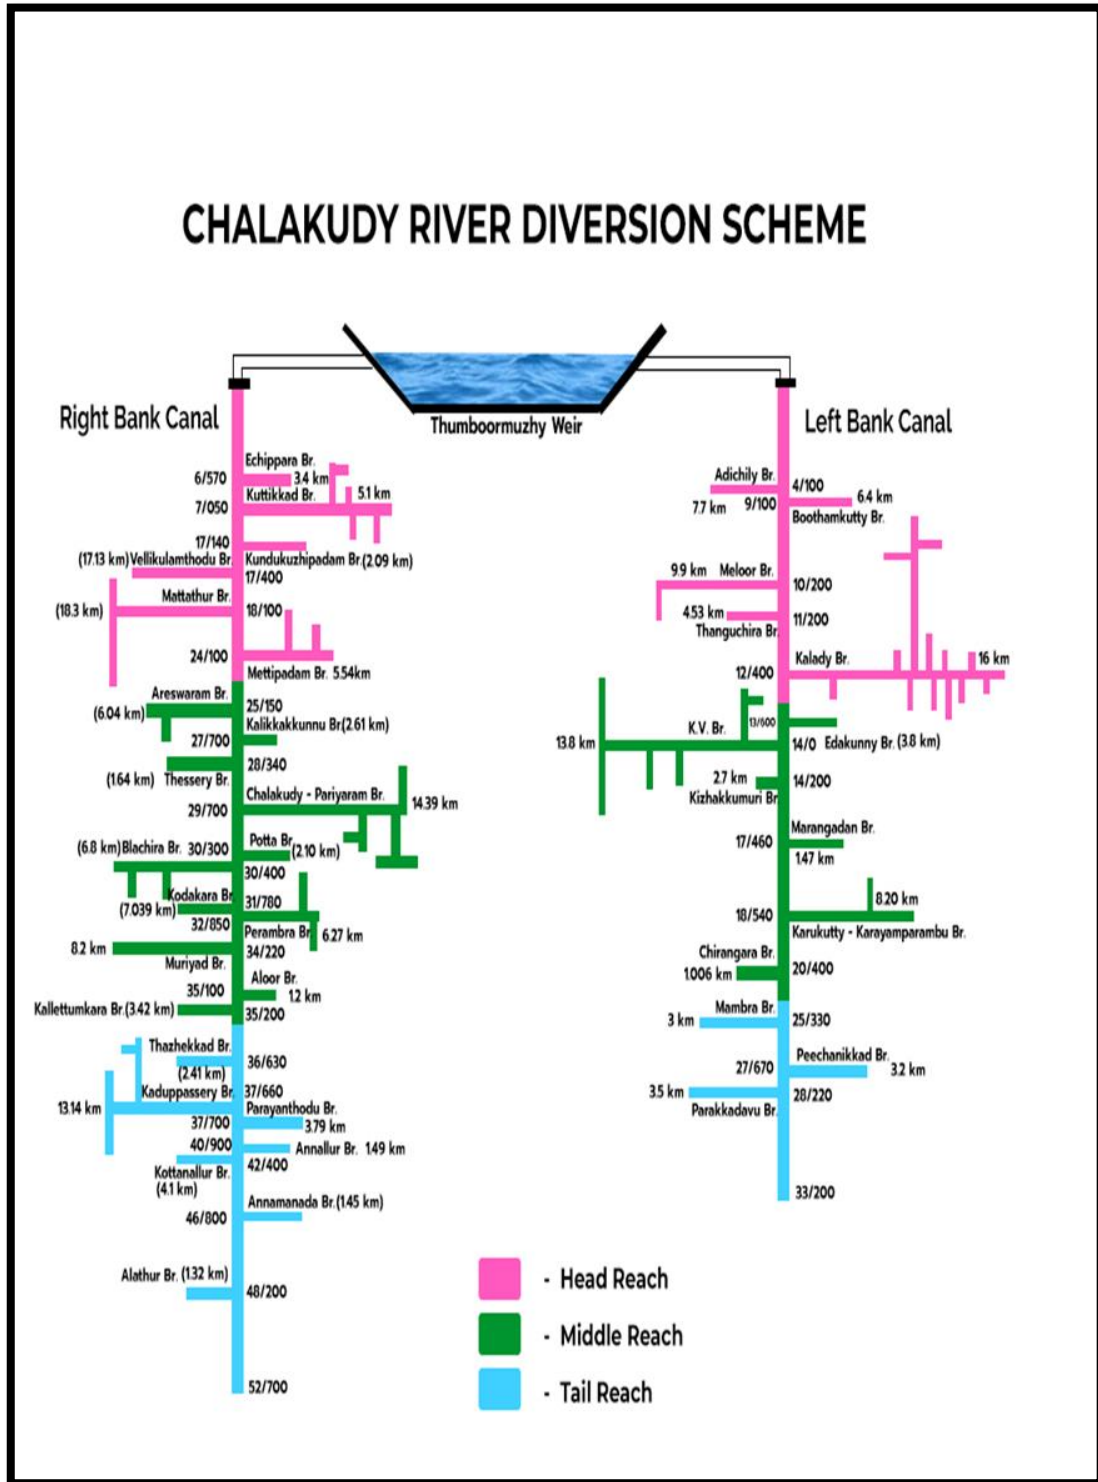 CHALAKUDY RIVER DIVERSION SCHEME
Thumboormuzhy Weir
Right Bank Canal
Echippara Br.
6/570
3.4 km
Kuttikkad Br.
5.1 km
7/050
17/140
Kundukuzhipadam Br.(2.09 km)
(17.13 km)Vellikulamthodu Br.
17/400
Mattathur Br.
(18.3 km)
18/100
24/100
Mettipadam Br. 5.54km
Areswaram Br.
(6.04 km)
25/150
Kalikkakkunnu Br(2.61 km)
27/700
28/340
(1.64 km) Thessery Br.
Chalakudy - Pariyaram Br.
14.39 km
29/700
Potta Br.
(2.10 km)
(6.8 km)Blachira Br. 30/300
30/400
Kodakara Br
(7.039 km)
31/780
32/850
Perambra Br.
6.27 km
8.2 km
34/220
Muriyad Br.
Aloor Br.
35/100
1.2 km
Kallettumkara Br.(3.42 km)
35/200
Thazhekkad Br.
36/630
(2.41 km)
Kaduppassery Br.
37/660
13.14 km
Parayanthodu Br.
37/700
3.79 km
40/900
Annallur Br. 1.49 km
42/400
Kottanallur Br.
(4.1 km)
Annamanada Br.(1.45 km)
46/800
Alathur Br. (1.32 km)
48/200
52/700
Left Bank Canal
Adichily Br.
4/100
7.7 km
9/100
6.4 km
Boothamkutty Br.
9.9 km Meloor Br.
10/200
4.53 km
11/200
Thanguchira Br.
Kalady Br.
16 km
12/400
13/600
K.V. Br.
13.8 km
Edakunny Br. (3.8 km)
14/0
2.7 km
14/200
Kizhakkumuri Br
Marangadan Br.
17/460
1.47 km
8.20 km
18/540
Karukutty - Karayamparambu Br.
Chirangara Br.
1.006 km
20/400
Mambra Br.
3 km
25/330
Peechanikkad Br.
27/670
3.2 km
3.5 km
28/220
Parakkadavu Br.
33/200
- Head Reach
- Middle Reach
- Tail Reach